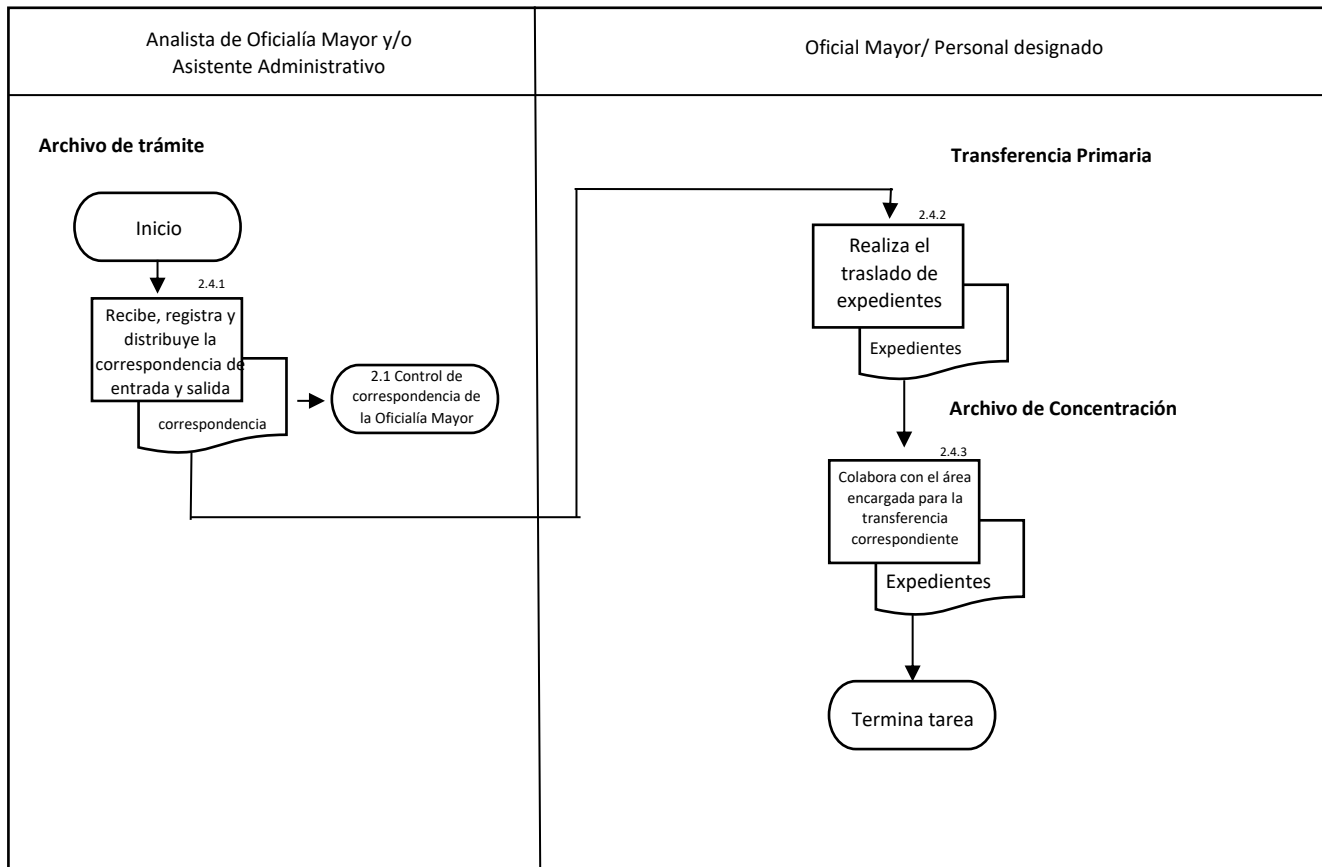 Analista de Oficialía Mayor y/o
Asistente Administrativo
Oficial Mayor/ Personal designado
Archivo de trámite
Inicio
2.4.1
Recibe, registra y
distribuye la
correspondencia de
entrada y salida
correspondencia
2.1 Control de
correspondencia de
la Oficialía Mayor
Transferencia Primaria
2.4.2
Realiza el
traslado de
expedientes
Expedientes
Archivo de Concentración
2.4.3
Colabora con el área
encargada para la
transferencia
correspondiente
Expedientes
Termina tarea